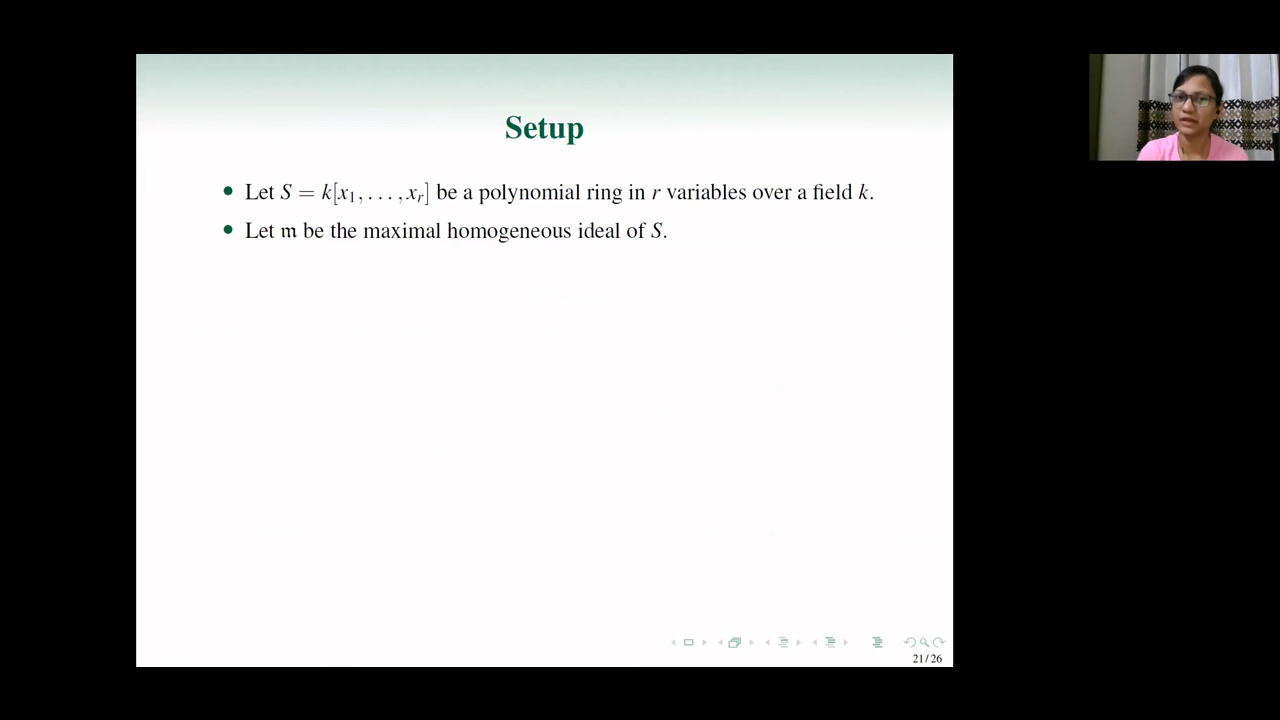 Setup
• Let S = k[x₁, . . . , xᵣ] be a polynomial ring in r variables over a field k.
• Let 𝔪 be the maximal homogeneous ideal of S.
21 / 26